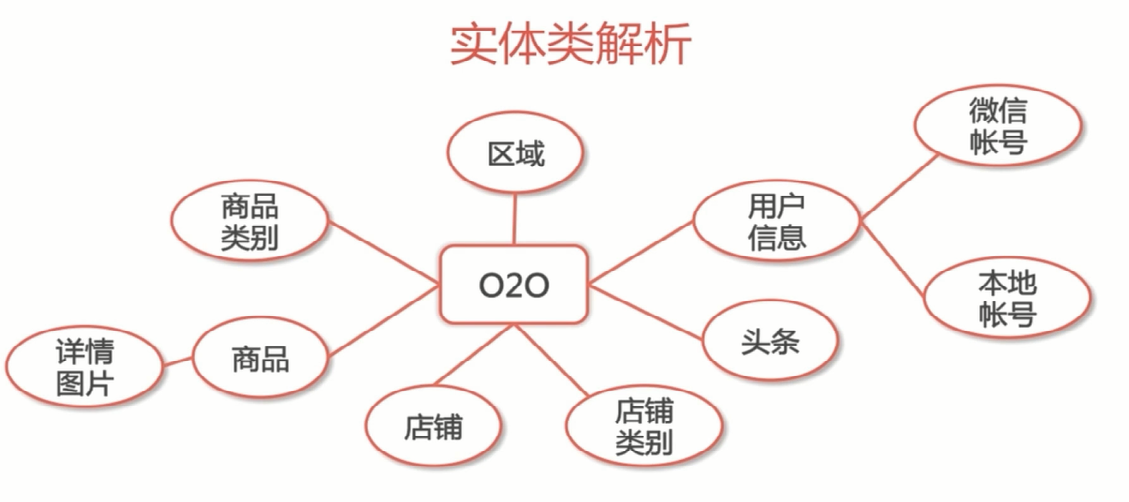 实体类解析
微信
帐号
区域
商品
类别
用户
信息
O2O
本地
帐号
头条
详情
图片
商品
店铺
店铺
类别